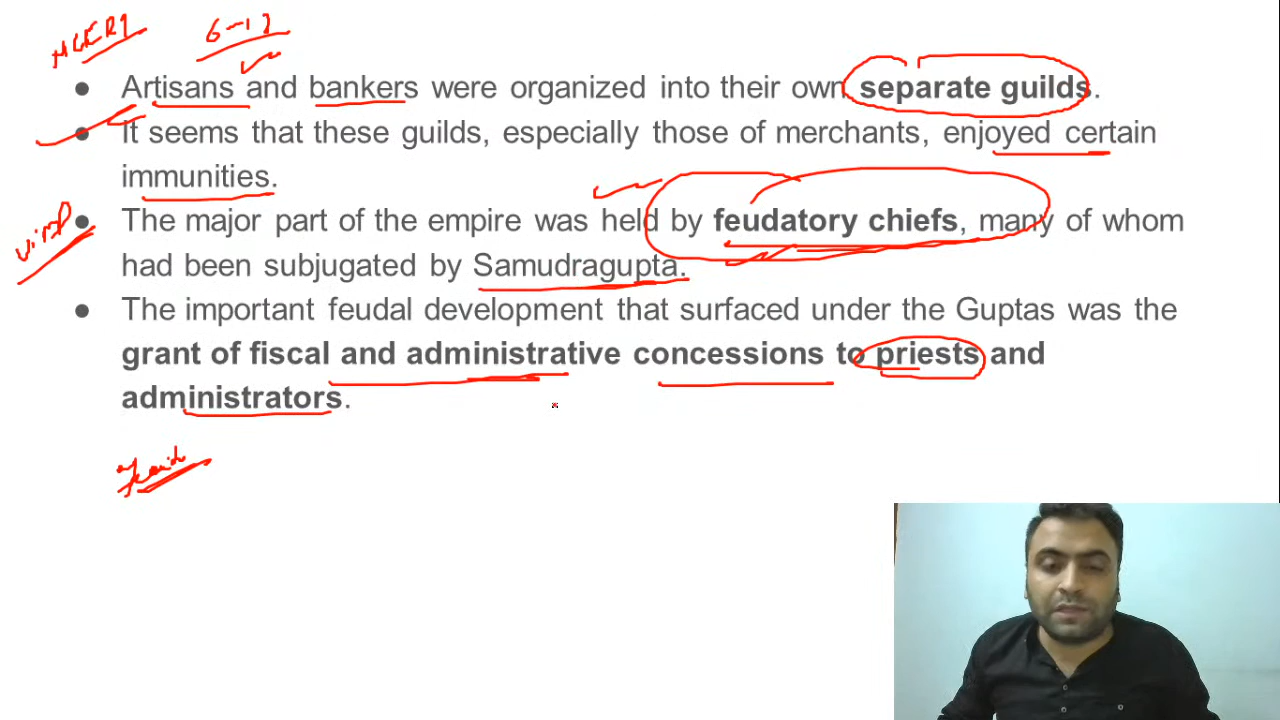 NCERT 6-12
● Artisans and bankers were organized into their own separate guilds.
● It seems that these guilds, especially those of merchants, enjoyed certain
immunities.
v.imp
● The major part of the empire was held by feudatory chiefs, many of whom
had been subjugated by Samudragupta.
● The important feudal development that surfaced under the Guptas was the
grant of fiscal and administrative concessions to priests and
administrators.